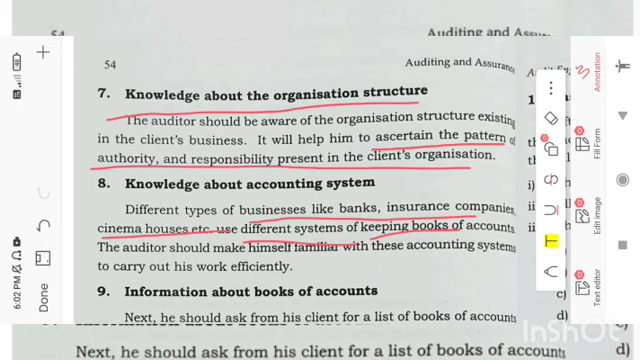 54
Auditing and Assur
54
Auditing and Assurance
7. Knowledge about the organisation structure
The auditor should be aware of the organisation structure existing
in the client's business. It will help him to ascertain the pattern of
authority, and responsibility present in the client's organisation.
8. Knowledge about accounting system
Different types of businesses like banks, insurance companies,
cinema houses etc. use different systems of keeping books of accounts.
The auditor should make himself familiar with these accounting systems
to carry out his work efficiently.
9. Information about books of accounts
Next, he should ask from his client for a list of books of accounts
Next, he should ask from his client for a list of books of accounts
1
i)
ii
ii
c)
d)
d)
6:02 PM
Done
Annotation
Fill Form
Edit image
Text editor
T
InShOt